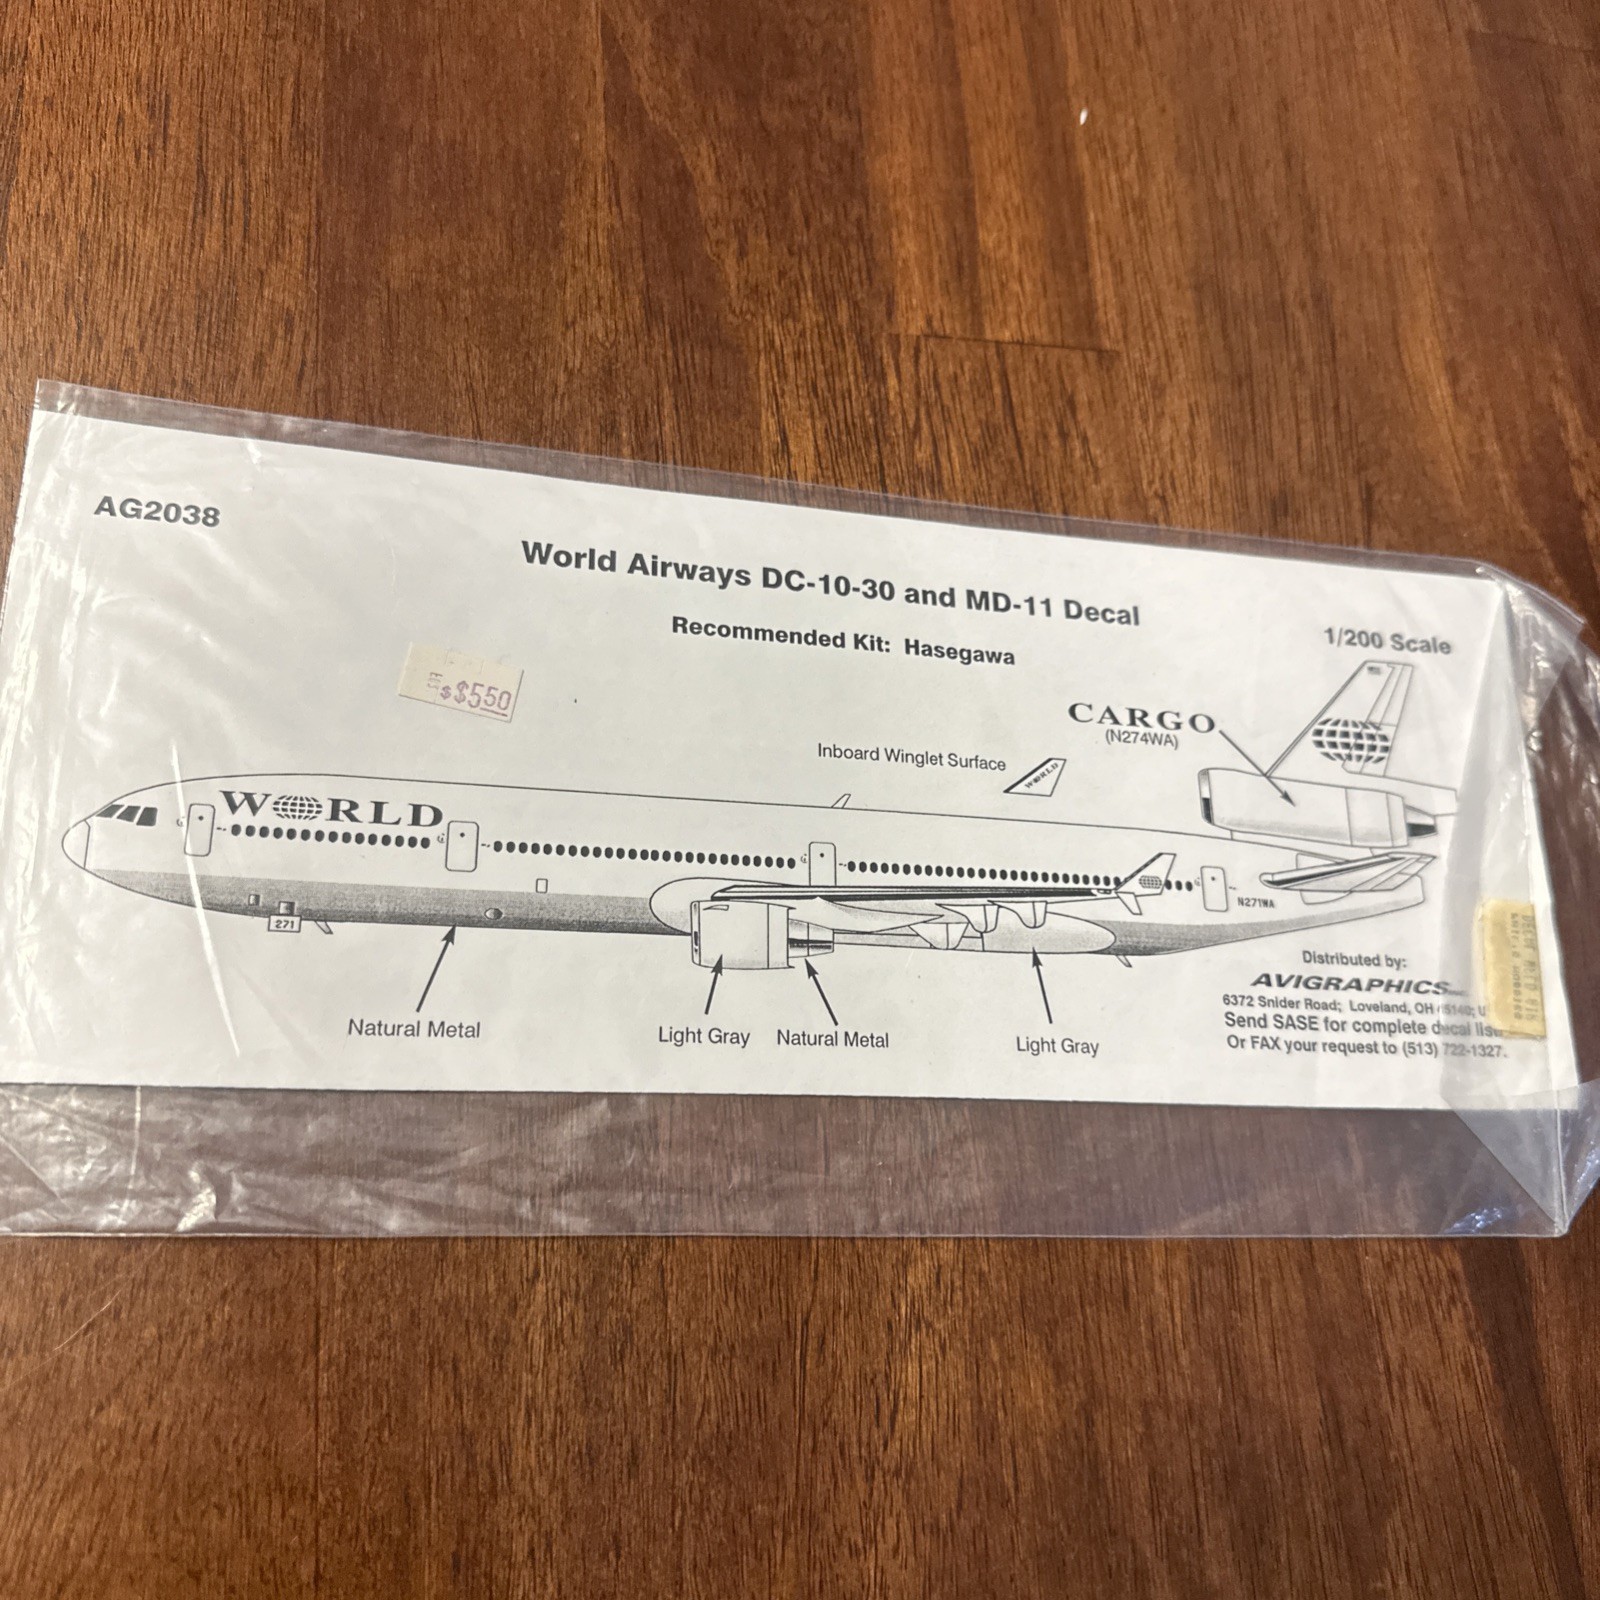 AG2038
World Airways DC-10-30 and MD-11 Decal
Recommended Kit: Hasegawa
1/200 Scale
$$550
CARGO
(N274WA)
Inboard Winglet Surface
WORLD
WORLD
N271WA
271
Natural Metal
Light Gray
Natural Metal
Light Gray
Distributed by:
AVIGRAPHICS
6372 Snider Road; Loveland, OH 45140; U
Send SASE for complete decal list
Or FAX your request to (513) 722-1327.